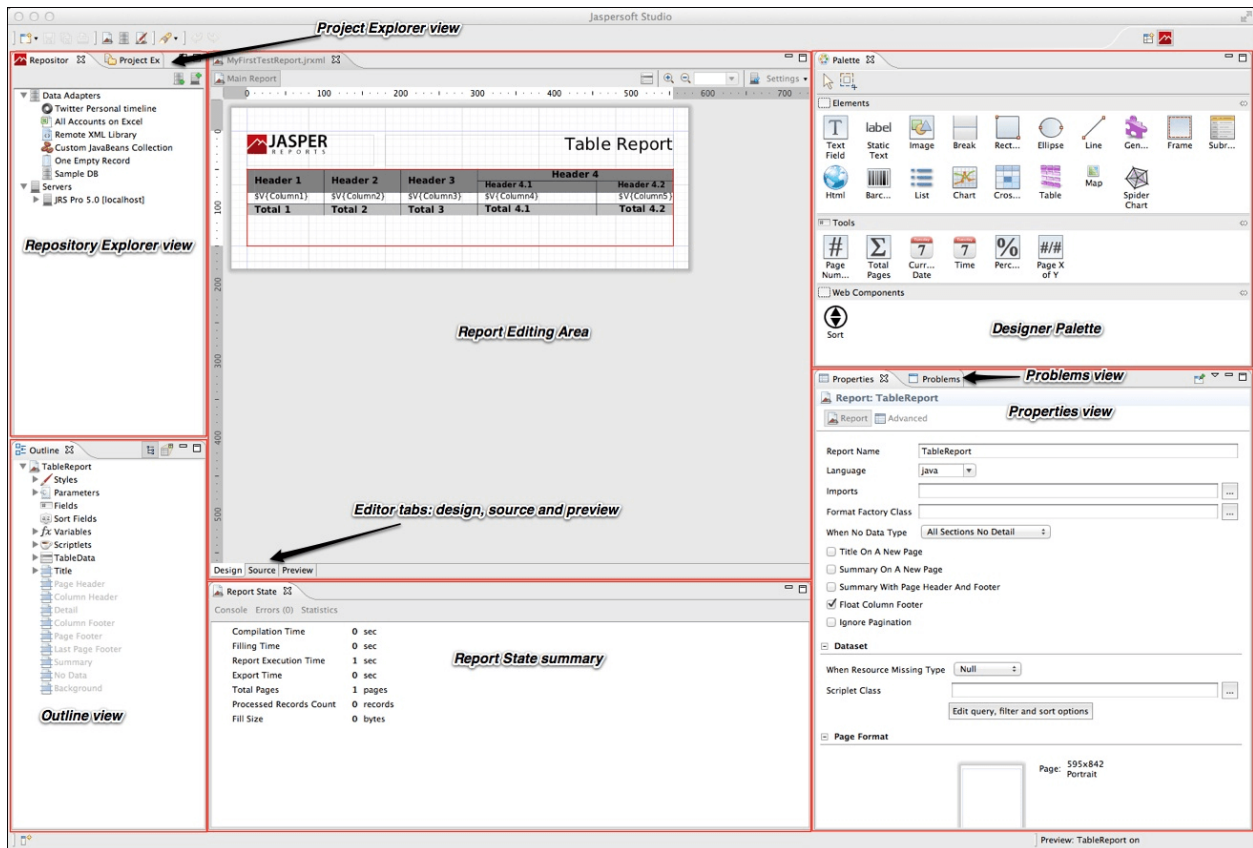 Jaspersoft Studio
Project Explorer view
Repositor
Project Ex
Data Adapters
Twitter Personal timeline
All Accounts on Excel
Remote XML Library
Custom JavaBeans Collection
One Empty Record
Sample DB
Servers
JRS Pro 5.0 [localhost]
Repository Explorer view
MyFirstTestReport.jrxml
Main Report
Settings
0 100 200 300 400 500 600 700
0
100
200
300
400
500
JASPER
REPORTS
Table Report
Header 1 Header 2 Header 3 Header 4
Header 4.1 Header 4.2
$V{Column1} $V{Column2} $V{Column3} $V{Column4} $V{Column5}
Total 1 Total 2 Total 3 Total 4.1 Total 4.2
Report Editing Area
Editor tabs: design, source and preview
Design Source Preview
Palette
Elements
T label
Text Field
Static Text
Image
Break
Rect...
Ellipse
Line
Gen...
Frame
Subr...
Html
Barc...
List
Chart
Cros...
Table
Map
Spider Chart
Tools
# Σ 7 7 % #/#
Page Num...
Total Pages
Curr... Date
Time
Perc...
Page X of Y
Web Components
Sort
Designer Palette
Outline
TableReport
Styles
Parameters
Fields
Sort Fields
fx Variables
Scriptlets
TableData
Title
Page Header
Column Header
Detail
Column Footer
Page Footer
Last Page Footer
Summary
No Data
Background
Outline view
Report State
Console Errors (0) Statistics
Compilation Time 0 sec
Filling Time 0 sec
Report Execution Time 1 sec
Export Time 0 sec
Total Pages 1 pages
Processed Records Count 0 records
Fill Size 0 bytes
Report State summary
Properties
Problems
Problems view
Report: TableReport
Properties view
Report Advanced
Report Name TableReport
Language java
Imports ...
Format Factory Class ...
When No Data Type All Sections No Detail
Title On A New Page
Summary On A New Page
Summary With Page Header And Footer
Float Column Footer
Ignore Pagination
Dataset
When Resource Missing Type Null
Scriplet Class ...
Edit query, filter and sort options
Page Format
Page: 595x842
Portrait
Preview: TableReport on